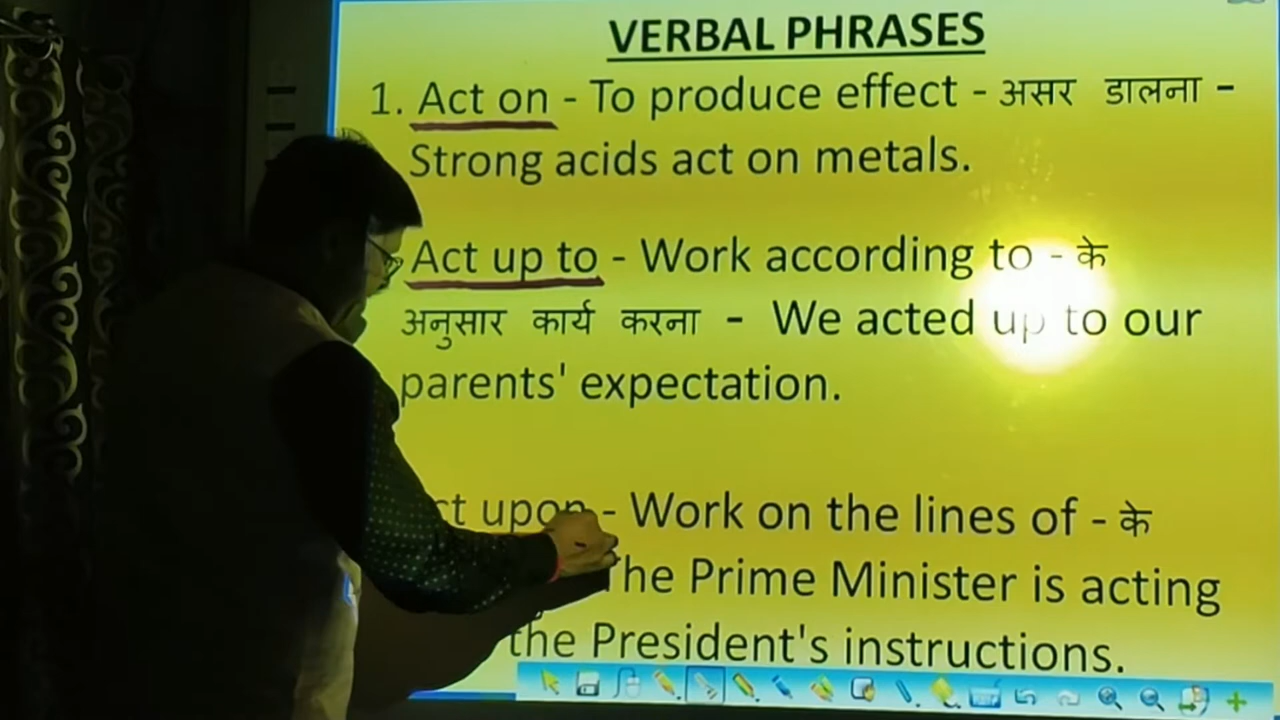 VERBAL PHRASES
1. Act on - To produce effect - असर डालना -
Strong acids act on metals.
Act up to - Work according to - के
अनुसार कार्य करना - We acted up to our
parents' expectation.
upon - Work on the lines of - के
The Prime Minister is acting
the President's instructions.